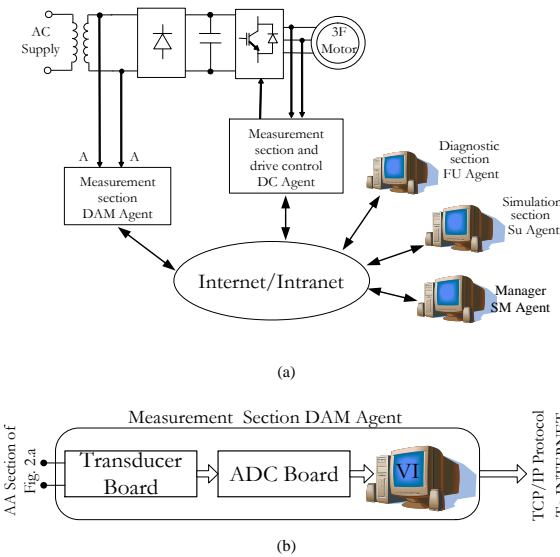 (a)
AC
Supply
3F
Motor
A
A
Measurement
section
DAM Agent
Measurement
section and
drive control
DC Agent
Diagnostic
section
FU Agent
Simulation
section
Su Agent
Internet/Intranet
Manager
SM Agent
(a)
Measurement Section DAM Agent
AA Section of
Fig. 2.a
Transducer
Board
ADC Board
VI
TCP/IP Protocol
To INTERNET
(b)